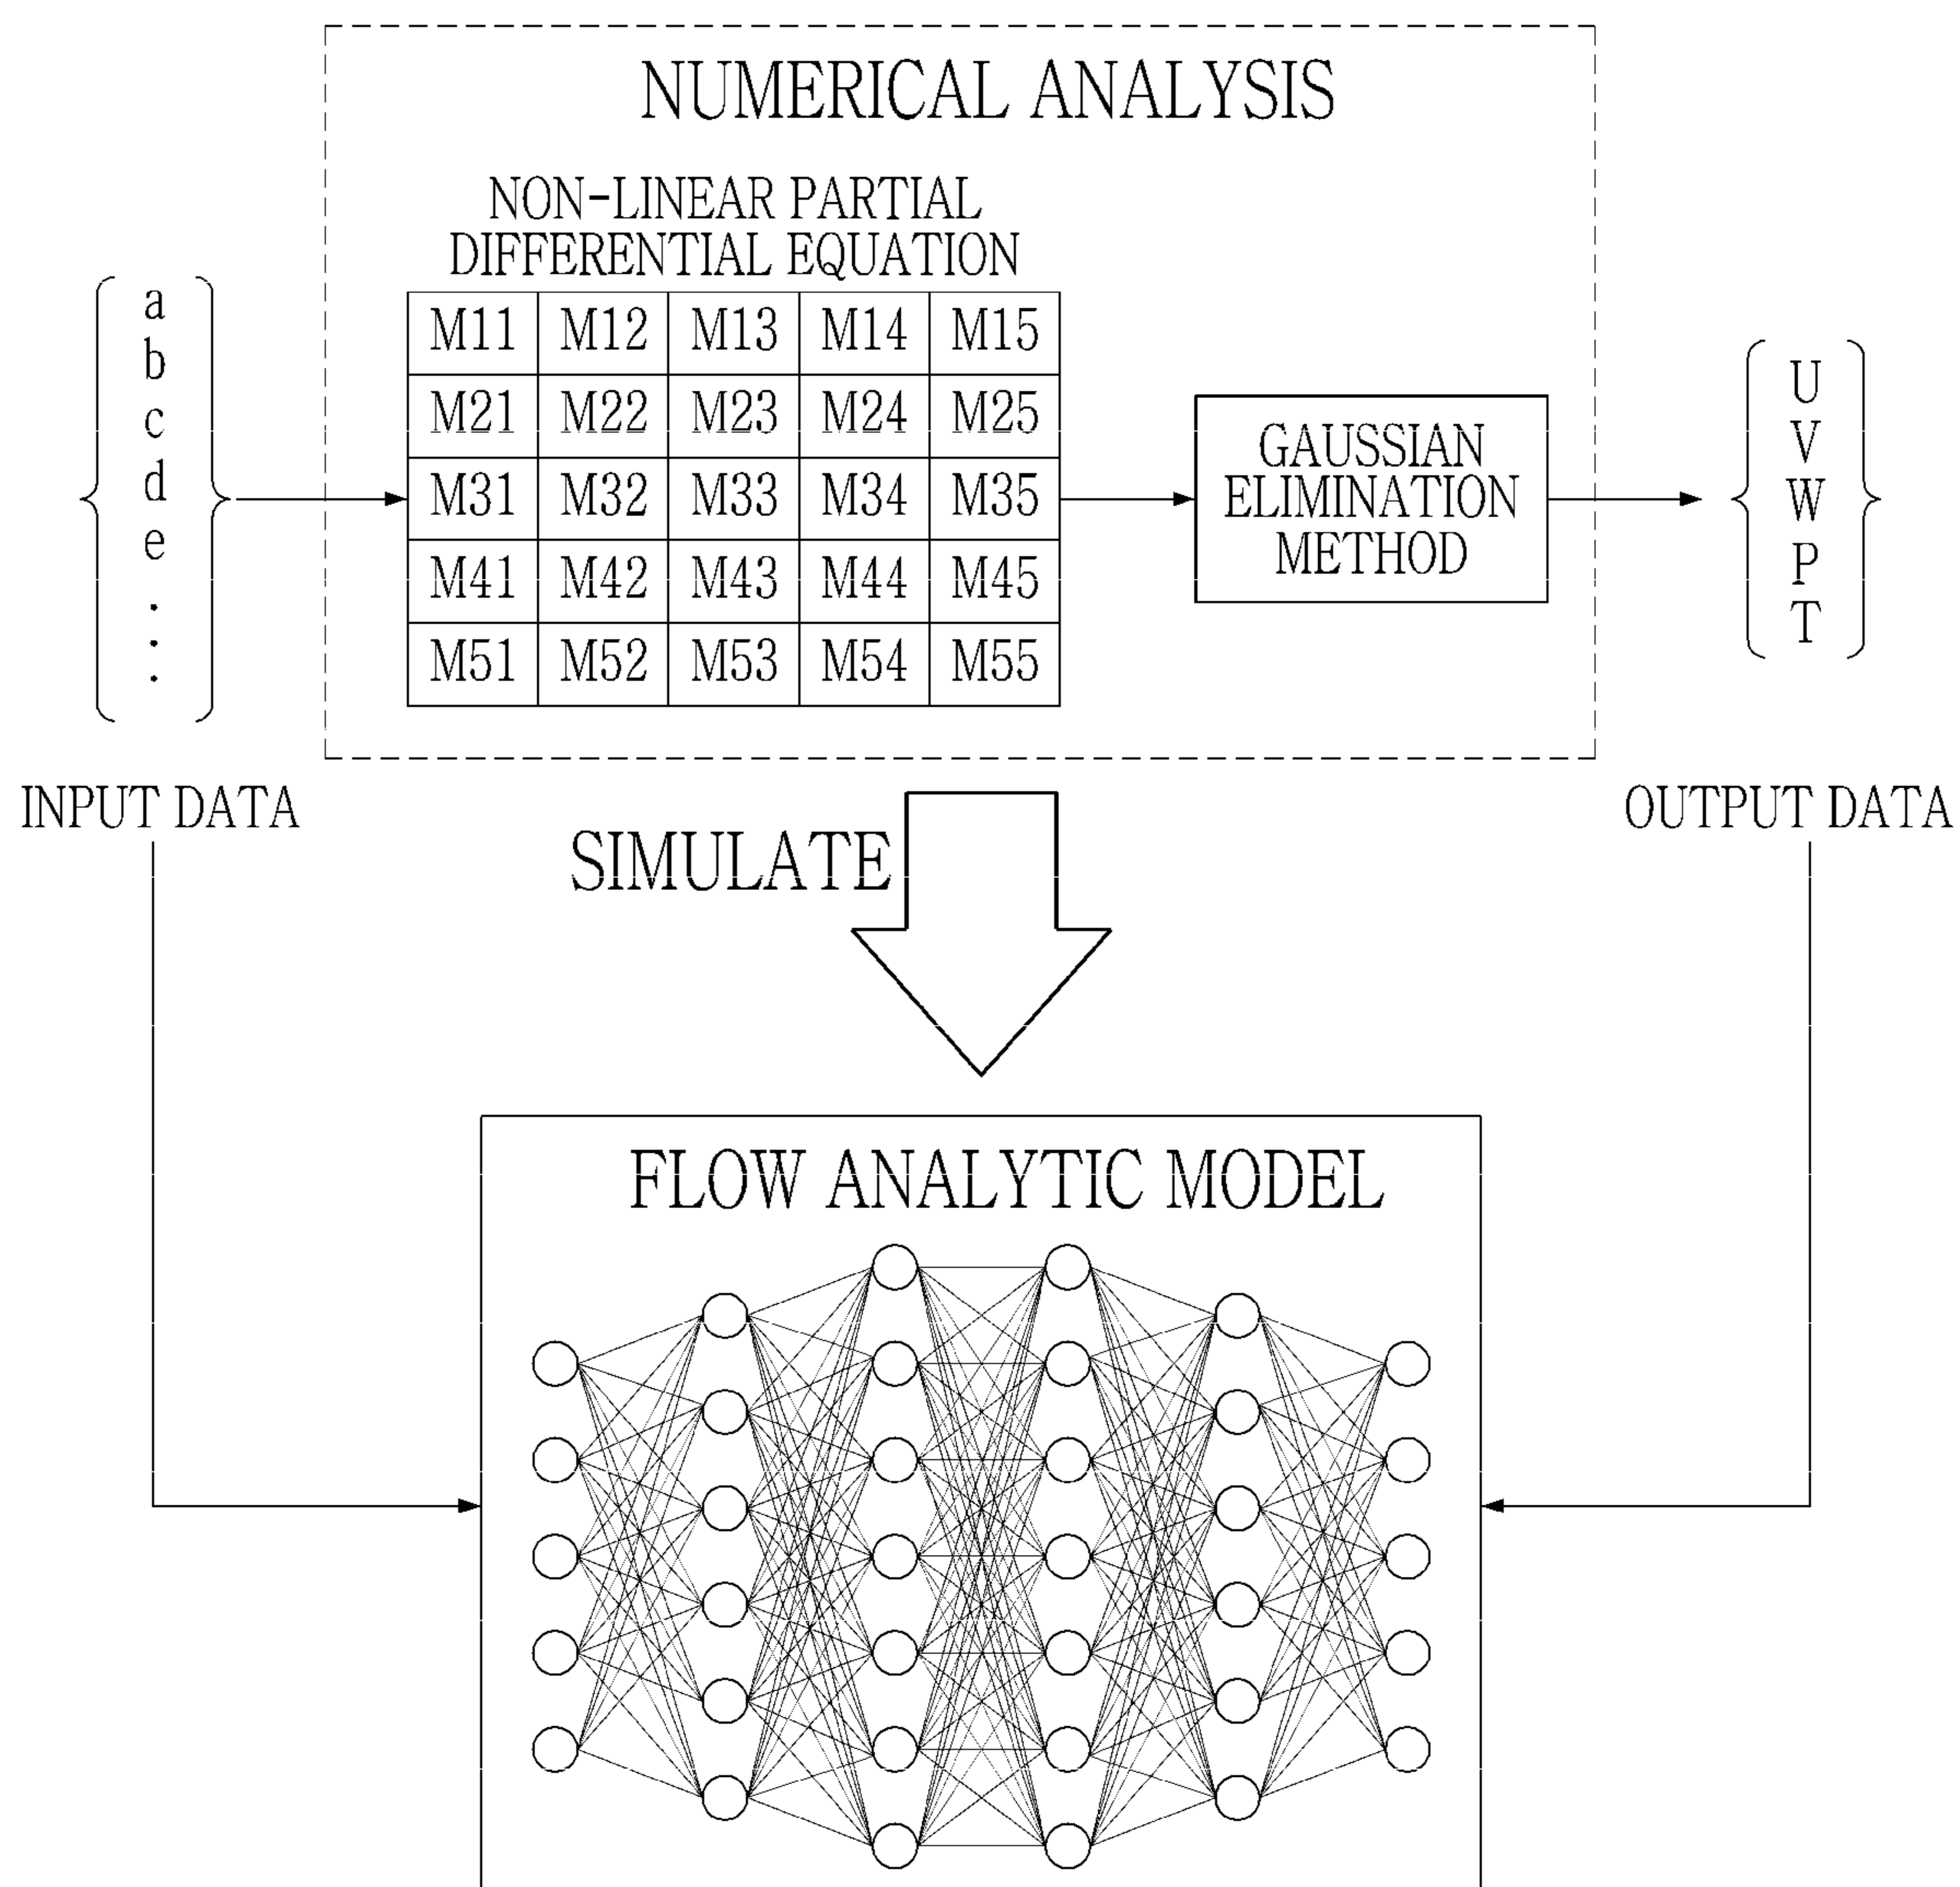 NUMERICAL ANALYSIS
NON-LINEAR PARTIAL
DIFFERENTIAL EQUATION
a
b
c
d
e
.
.
.
M11 M12 M13 M14 M15
M21 M22 M23 M24 M25
M31 M32 M33 M34 M35
M41 M42 M43 M44 M45
M51 M52 M53 M54 M55
GAUSSIAN
ELIMINATION
METHOD
U
V
W
P
T
INPUT DATA
OUTPUT DATA
SIMULATE
FLOW ANALYTIC MODEL